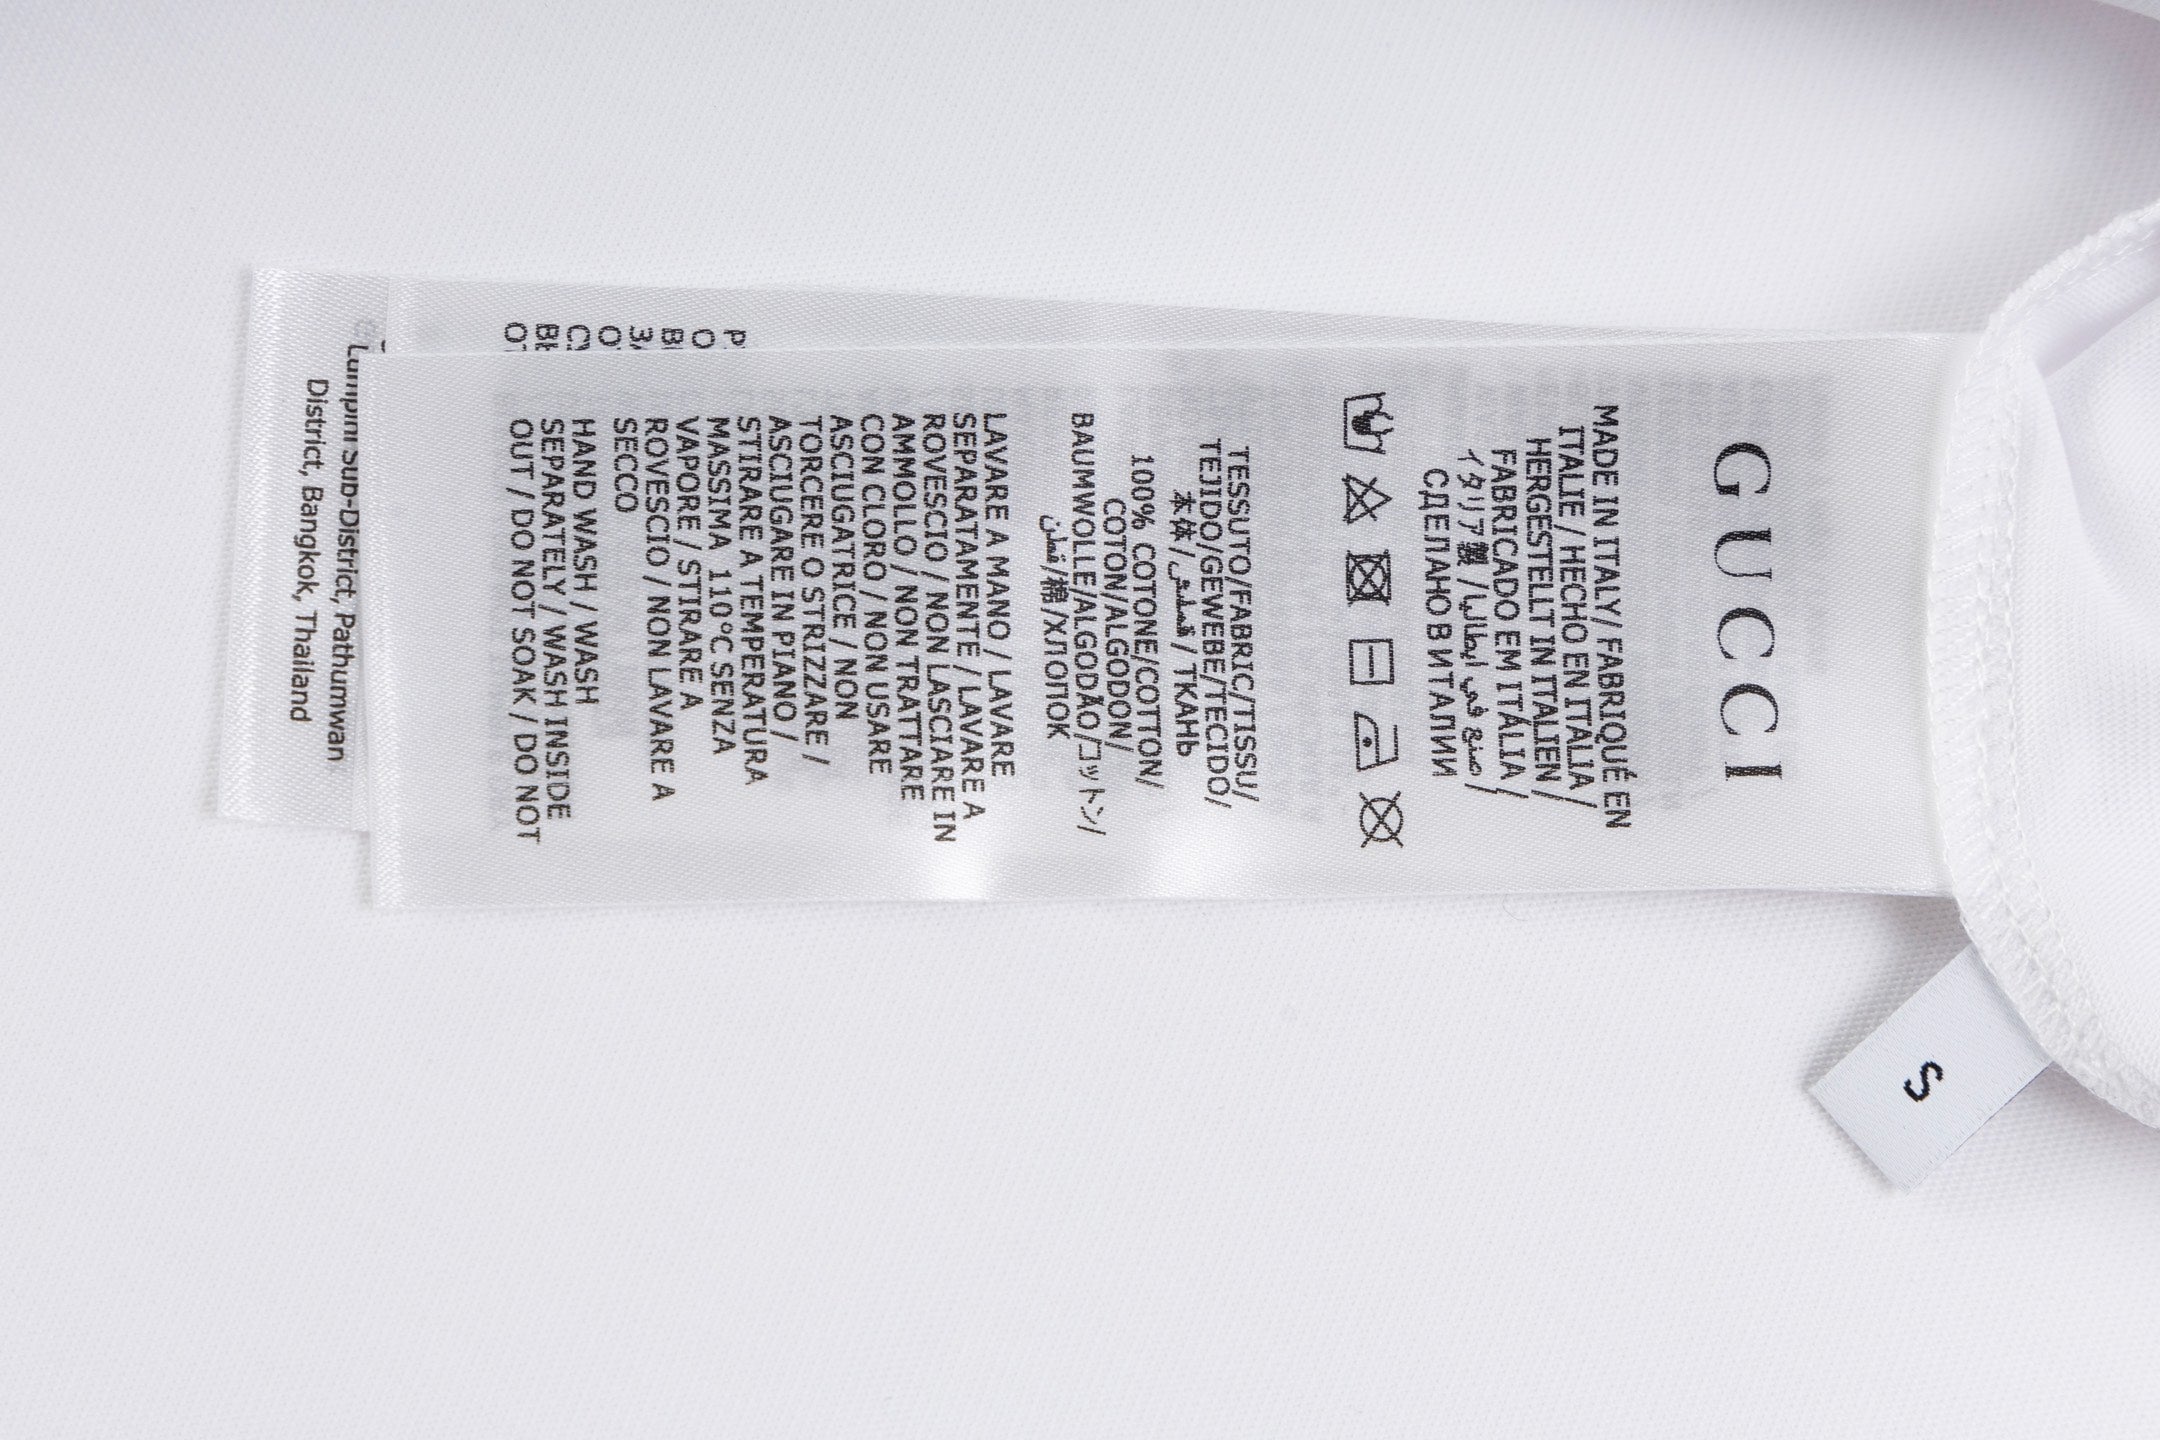 GUCCI
MADE IN ITALY/ FABRIQUÉ EN
ITALIE / HECHO EN ITALIA /
HERGESTELLT IN ITALIEN/
FABRICADO EM ITÁLIA /
イタリア製 / صنع في ايطاليا /
СДЕЛАНО В ИТАЛИИ
TESSUTO/FABRIC/TISSU/
TEJIDO/GEWEBE/TECIDO/
本体 / قماش / ТКАНЬ
100% COTONE/COTTON/
COTON/ALGODON/
BAUMWOLLE/ALGODÃO/コットン/
قطن/棉/ХЛОПОК
LAVARE A MANO / LAVARE
SEPARATAMENTE / LAVARE A
ROVESCIO / NON LASCIARE IN
AMMOLLO / NON TRATTARE
CON CLORO / NON USARE
ASCIUGATRICE / NON
TORCERE O STRIZZARE /
ASCIUGARE IN PIANO /
STIRARE A TEMPERATURA
MASSIMA 110°C SENZA
VAPORE / STIRARE A
ROVESCIO / NON LAVARE A
SECCO
HAND WASH / WASH
SEPARATELY / WASH INSIDE
OUT / DO NOT SOAK / DO NOT
Lumpini Sub-District, Pathumwan
District, Bangkok, Thailand
S